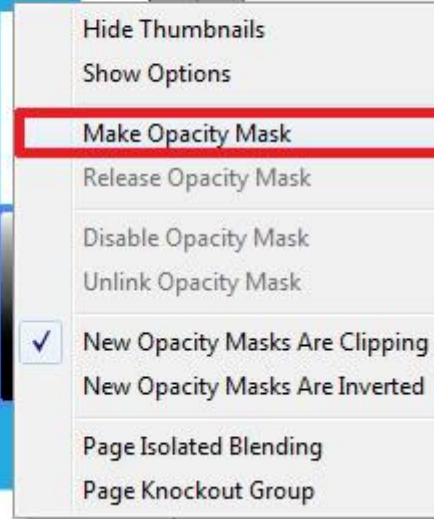 Hide Thumbnails
Show Options
Make Opacity Mask
Release Opacity Mask
Disable Opacity Mask
Unlink Opacity Mask
New Opacity Masks Are Clipping
New Opacity Masks Are Inverted
Page Isolated Blending
Page Knockout Group